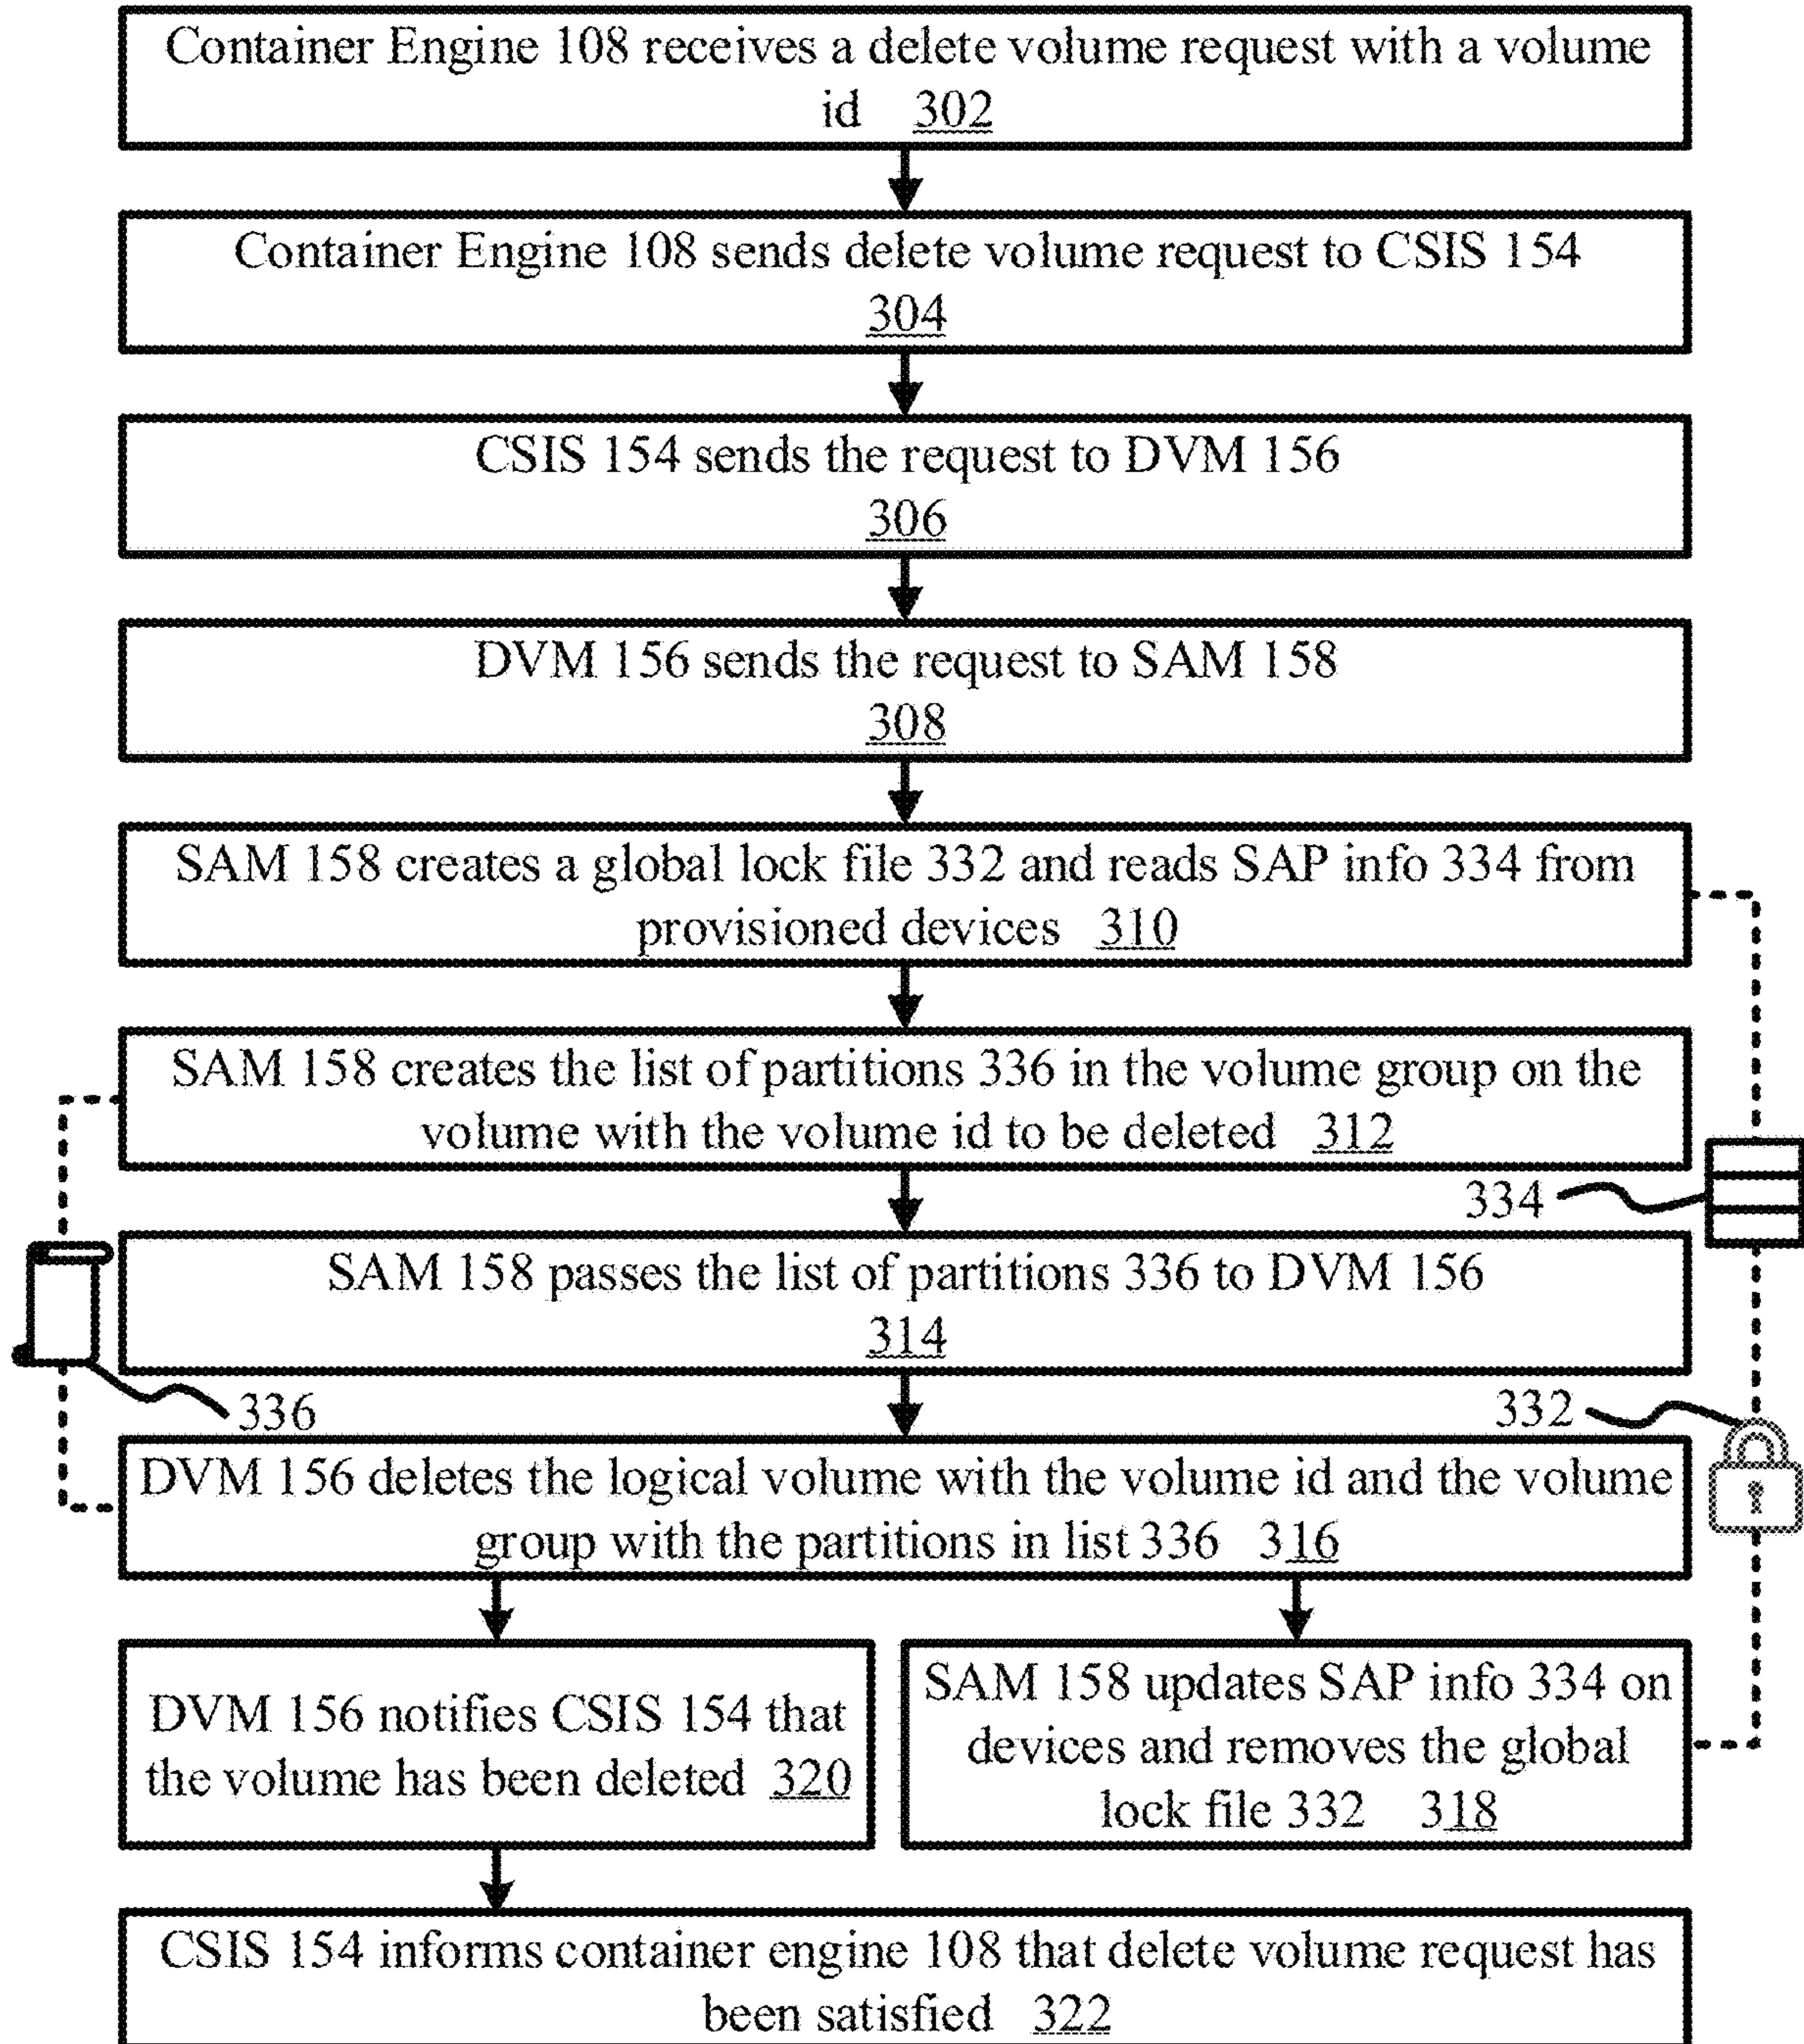 Container Engine 108 receives a delete volume request with a volume
id 302
Container Engine 108 sends delete volume request to CSIS 154
304
CSIS 154 sends the request to DVM 156
306
DVM 156 sends the request to SAM 158
308
SAM 158 creates a global lock file 332 and reads SAP info 334 from
provisioned devices 310
SAM 158 creates the list of partitions 336 in the volume group on the
volume with the volume id to be deleted 312
334
SAM 158 passes the list of partitions 336 to DVM 156
314
336
332
DVM 156 deletes the logical volume with the volume id and the volume
group with the partitions in list 336 316
DVM 156 notifies CSIS 154 that
the volume has been deleted 320
SAM 158 updates SAP info 334 on
devices and removes the global
lock file 332 318
CSIS 154 informs container engine 108 that delete volume request has
been satisfied 322